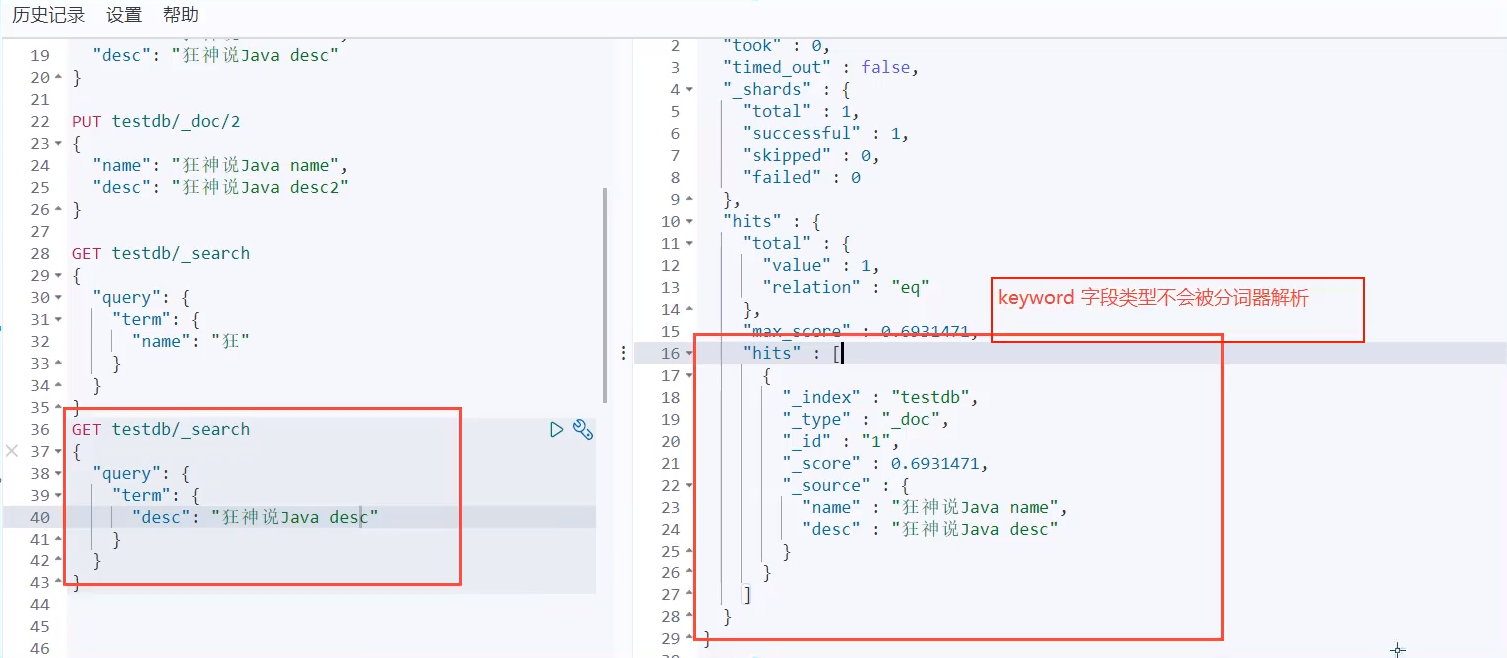 历史记录 设置 帮助
19 "desc": "狂神说Java desc"
20 }
21
22 PUT testdb/_doc/2
23 {
24 "name": "狂神说Java name",
25 "desc": "狂神说Java desc2"
26 }
27
28 GET testdb/_search
29 {
30 "query": {
31 "term": {
32 "name": "狂"
33 }
34 }
35 }
36 GET testdb/_search
37 {
38 "query": {
39 "term": {
40 "desc": "狂神说Java desc"
41 }
42 }
43 }
44
45
46
2 "took" : 0,
3 "timed_out" : false,
4 "_shards" : {
5 "total" : 1,
6 "successful" : 1,
7 "skipped" : 0,
8 "failed" : 0
9 },
10 "hits" : {
11 "total" : {
12 "value" : 1,
13 "relation" : "eq"
14 },
15 "max_score" : 0.6931471,
16 "hits" : [
17 {
18 "_index" : "testdb",
19 "_type" : "_doc",
20 "_id" : "1",
21 "_score" : 0.6931471,
22 "_source" : {
23 "name" : "狂神说Java name",
24 "desc" : "狂神说Java desc"
25 }
26 }
27 ]
28 }
29 }
keyword 字段类型不会被分词器解析